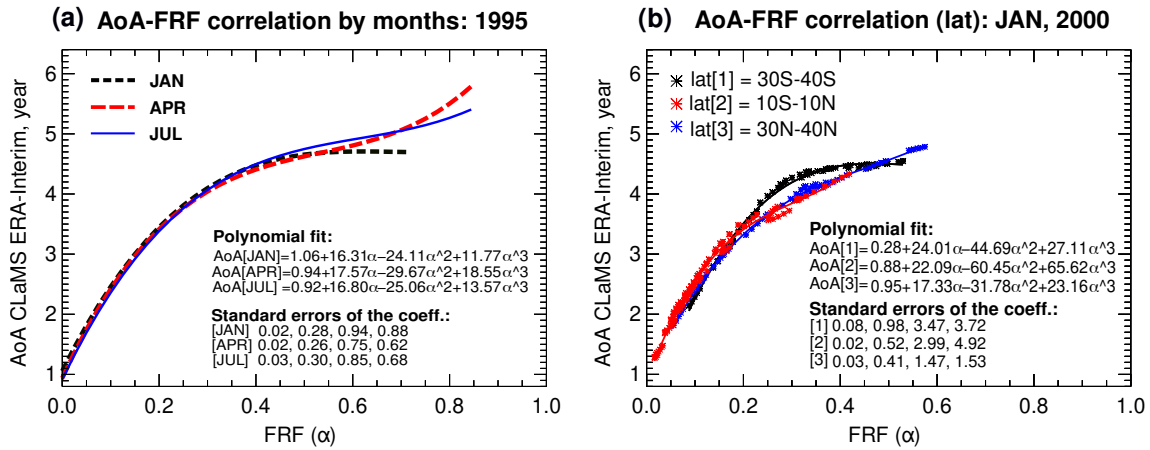 (a) AoA-FRF correlation by months: 1995
AoA CLaMS ERA-Interim, year
6
5
4
3
2
1
JAN
APR
JUL
Polynomial fit:
AoA[JAN]=1.06+16.31α−24.11α^2+11.77α^3
AoA[APR]=0.94+17.57α−29.67α^2+18.55α^3
AoA[JUL]=0.92+16.80α−25.06α^2+13.57α^3
Standard errors of the coeff.:
[JAN] 0.02, 0.28, 0.94, 0.88
[APR] 0.02, 0.26, 0.75, 0.62
[JUL] 0.03, 0.30, 0.85, 0.68
0.0 0.2 0.4 0.6 0.8 1.0
FRF (α)
(b) AoA-FRF correlation (lat): JAN, 2000
AoA CLaMS ERA-Interim, year
6
5
4
3
2
1
lat[1] = 30S-40S
lat[2] = 10S-10N
lat[3] = 30N-40N
Polynomial fit:
AoA[1]=0.28+24.01α−44.69α^2+27.11α^3
AoA[2]=0.88+22.09α−60.45α^2+65.62α^3
AoA[3]=0.95+17.33α−31.78α^2+23.16α^3
Standard errors of the coeff.:
[1] 0.08, 0.98, 3.47, 3.72
[2] 0.02, 0.52, 2.99, 4.92
[3] 0.03, 0.41, 1.47, 1.53
0.0 0.2 0.4 0.6 0.8 1.0
FRF (α)